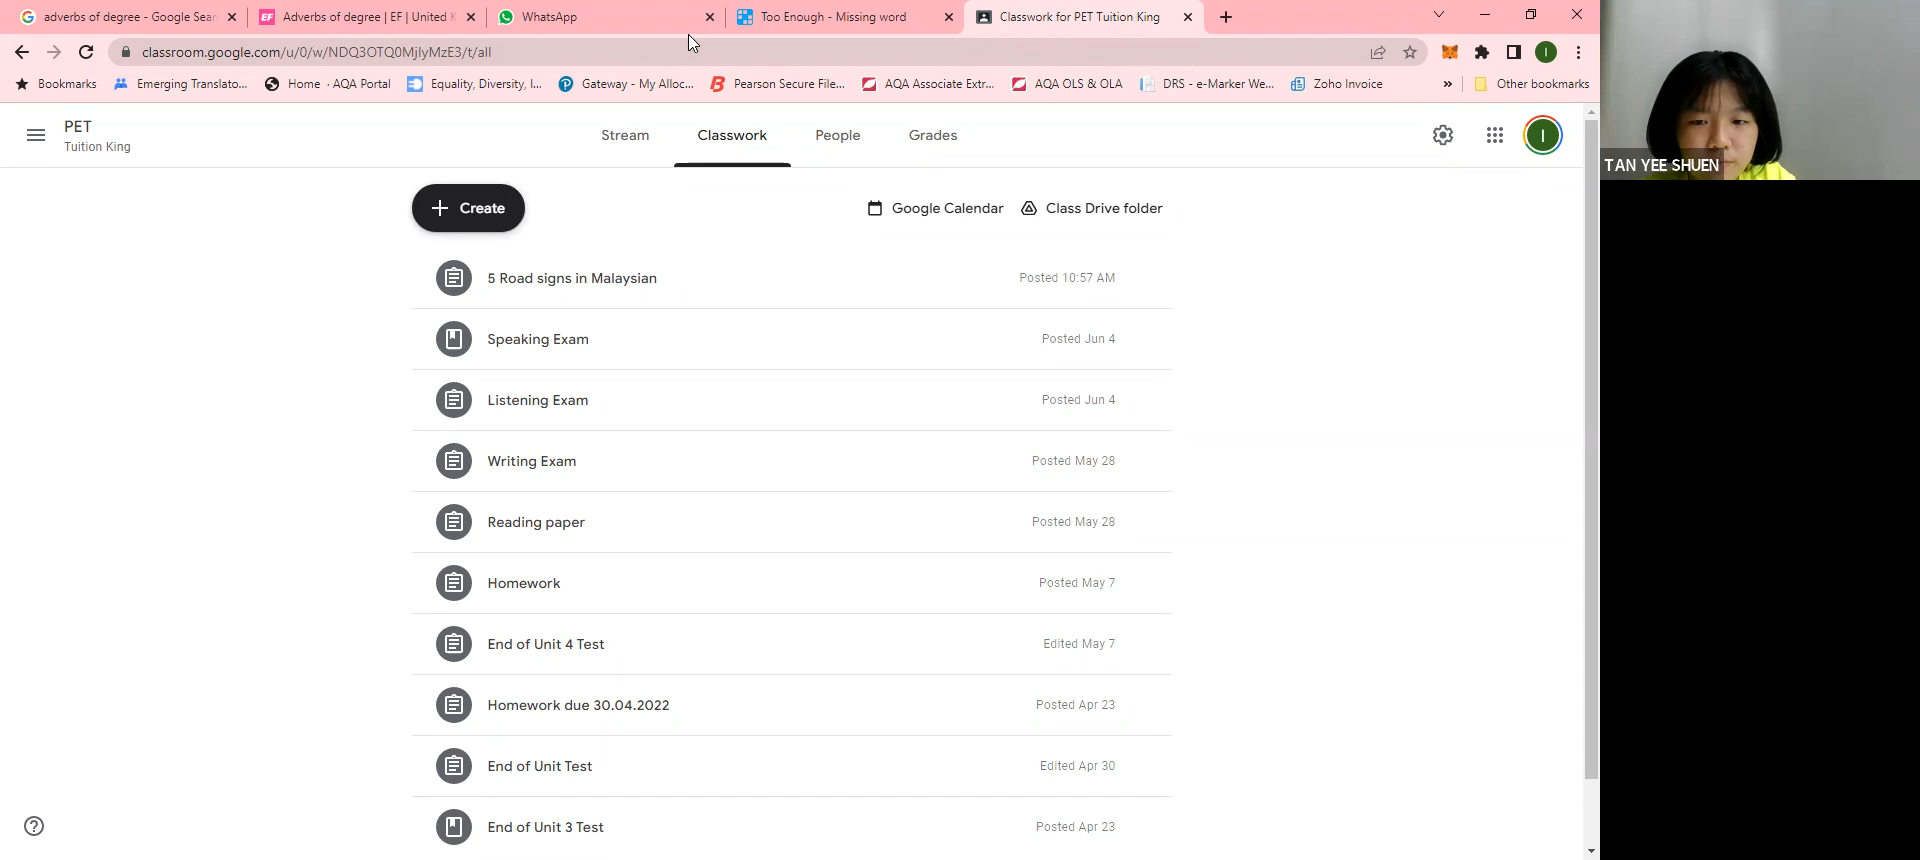 adverbs of degree - Google Sear
Adverbs of degree | EF | United K
WhatsApp
Too Enough - Missing word
Classwork for PET Tuition King
classroom.google.com/u/0/w/NDQ3OTQ0MjIyMzE3/t/all
Bookmarks
Emerging Translato...
Home · AQA Portal
Equality, Diversity, I...
Gateway - My Alloc...
Pearson Secure File...
AQA Associate Extr...
AQA OLS & OLA
DRS - e-Marker We...
Zoho Invoice
»
Other bookmarks
PET
Tuition King
Stream
Classwork
People
Grades
I
TAN YEE SHUEN
Create
Google Calendar
Class Drive folder
5 Road signs in Malaysian
Posted 10:57 AM
Speaking Exam
Posted Jun 4
Listening Exam
Posted Jun 4
Writing Exam
Posted May 28
Reading paper
Posted May 28
Homework
Posted May 7
End of Unit 4 Test
Edited May 7
Homework due 30.04.2022
Posted Apr 23
End of Unit Test
Edited Apr 30
End of Unit 3 Test
Posted Apr 23